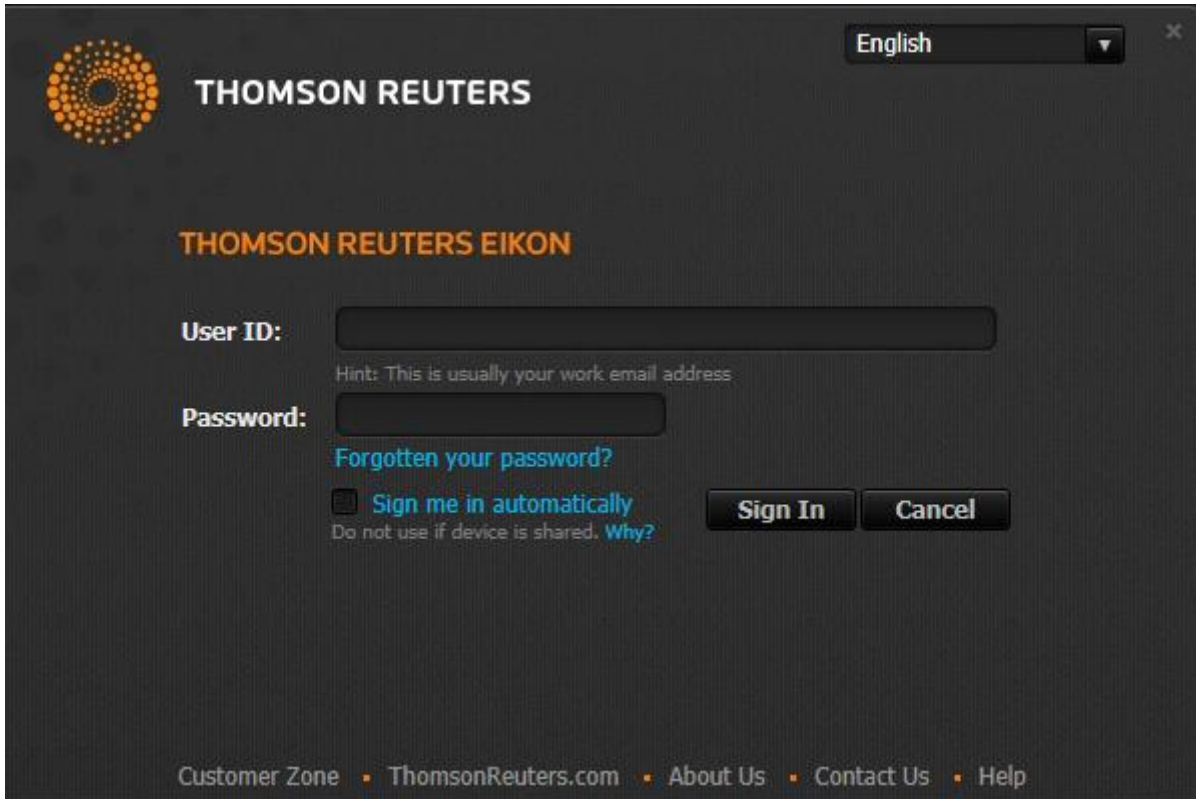 English
THOMSON REUTERS
THOMSON REUTERS EIKON
User ID:
Hint: This is usually your work email address
Password:
Forgotten your password?
Sign me in automatically
Do not use if device is shared. Why?
Sign In Cancel
Customer Zone ▪ ThomsonReuters.com ▪ About Us ▪ Contact Us ▪ Help